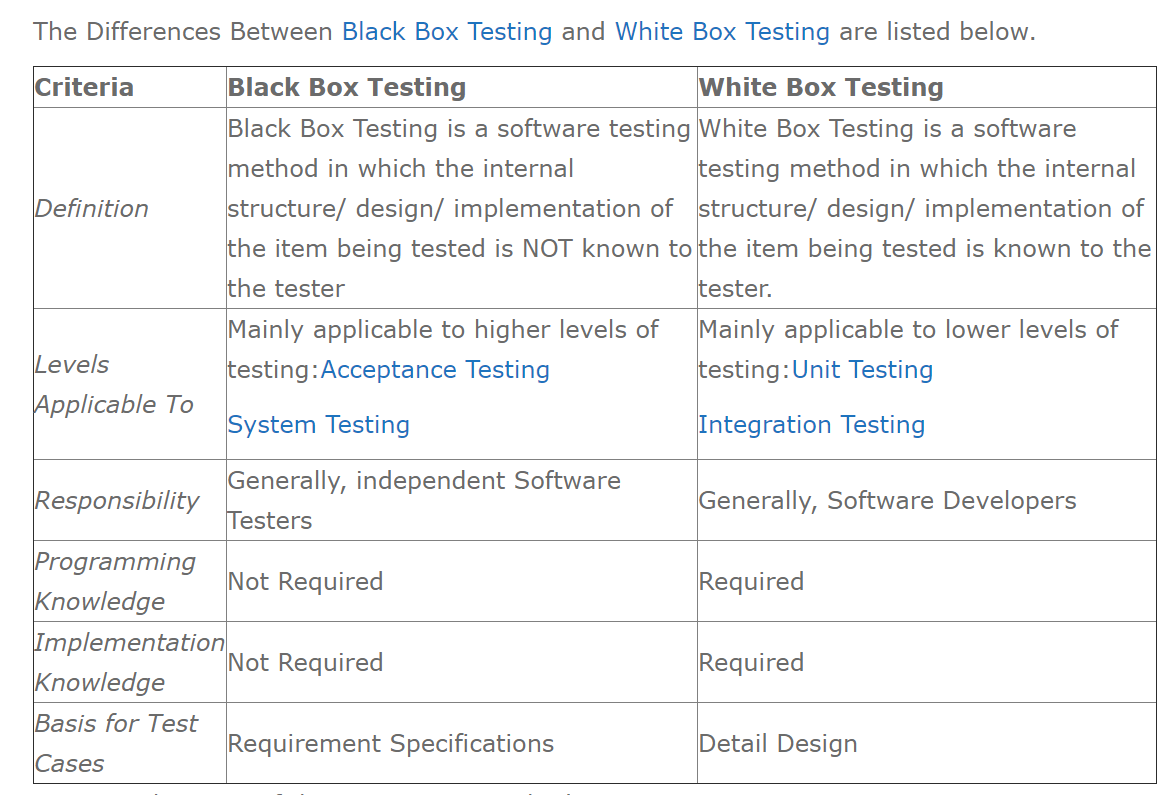 The Differences Between Black Box Testing and White Box Testing are listed below.
Criteria
Black Box Testing
White Box Testing
Definition
Black Box Testing is a software testing
method in which the internal
structure/ design/ implementation of
the item being tested is NOT known to
the tester
White Box Testing is a software
testing method in which the internal
structure/ design/ implementation of
the item being tested is known to the
tester.
Levels
Applicable To
Mainly applicable to higher levels of
testing:Acceptance Testing
System Testing
Mainly applicable to lower levels of
testing:Unit Testing
Integration Testing
Responsibility
Generally, independent Software
Testers
Generally, Software Developers
Programming
Knowledge
Not Required
Required
Implementation
Knowledge
Not Required
Required
Basis for Test
Cases
Requirement Specifications
Detail Design